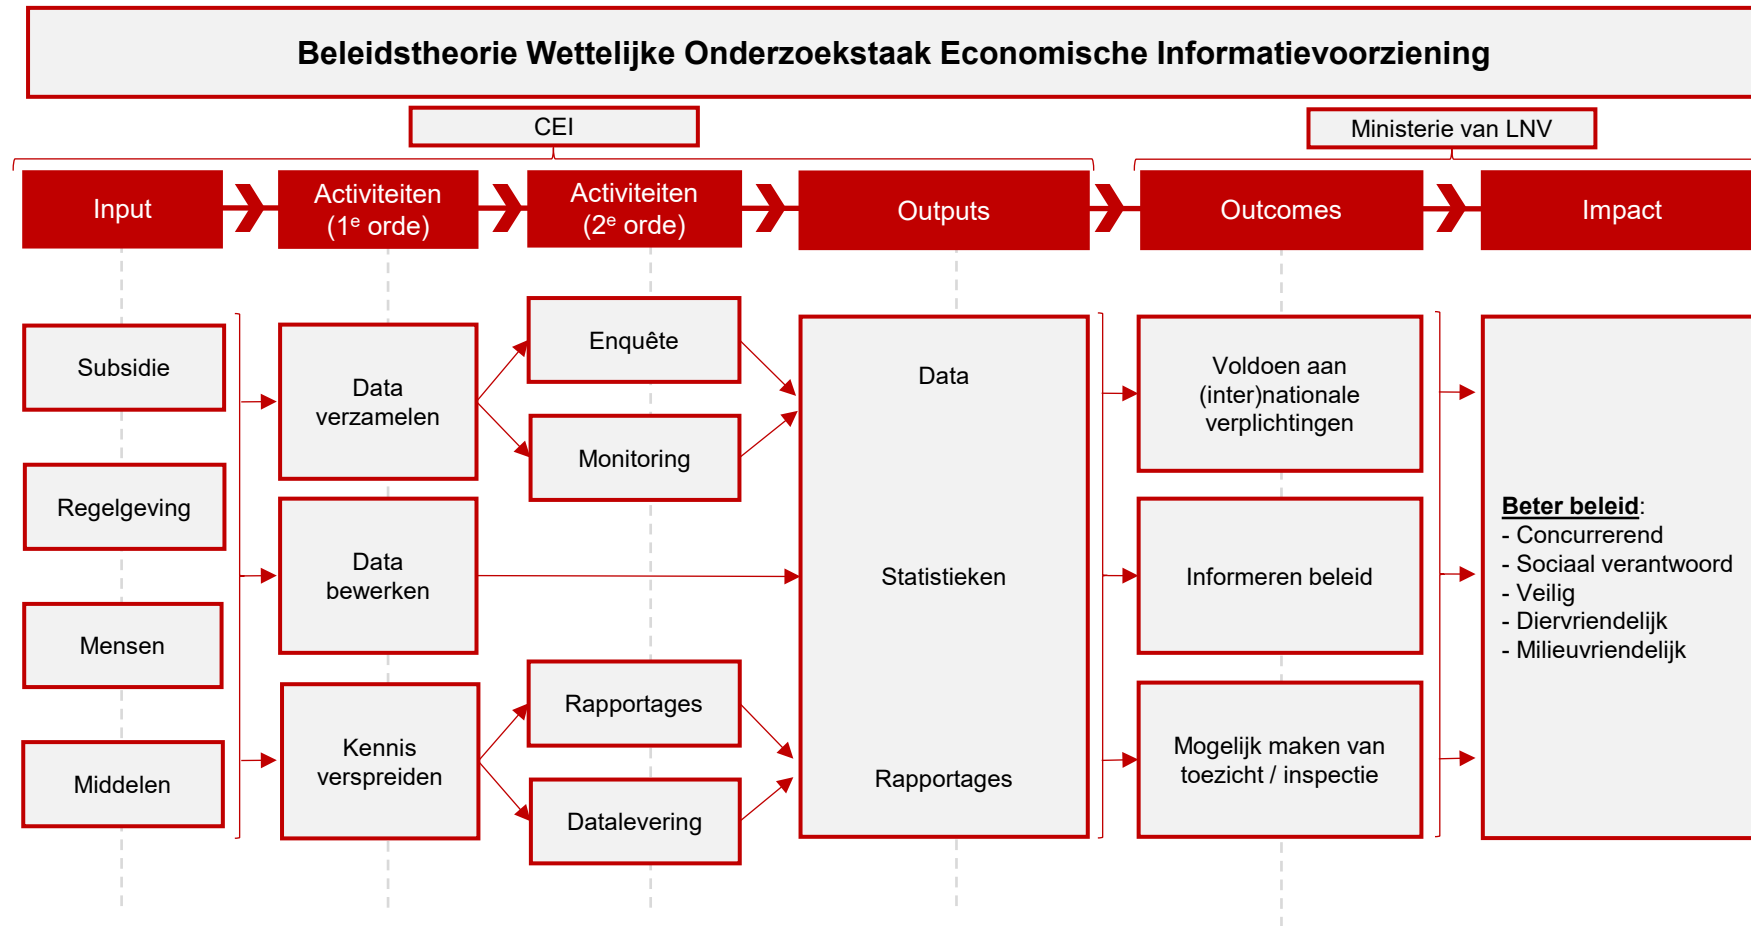 Beleidstheorie Wettelijke Onderzoekstaak Economische Informatievoorziening
CEI
Ministerie van LNV
Input
Activiteiten
(1e orde)
Activiteiten
(2e orde)
Outputs
Outcomes
Impact
Subsidie
Regelgeving
Mensen
Middelen
Data
verzamelen
Data
bewerken
Kennis
verspreiden
Enquête
Monitoring
Rapportages
Datalevering
Data
Statistieken
Rapportages
Voldoen aan
(inter)nationale
verplichtingen
Informeren beleid
Mogelijk maken van
toezicht / inspectie
Beter beleid:
- Concurrerend
- Sociaal verantwoord
- Veilig
- Diervriendelijk
- Milieuvriendelijk